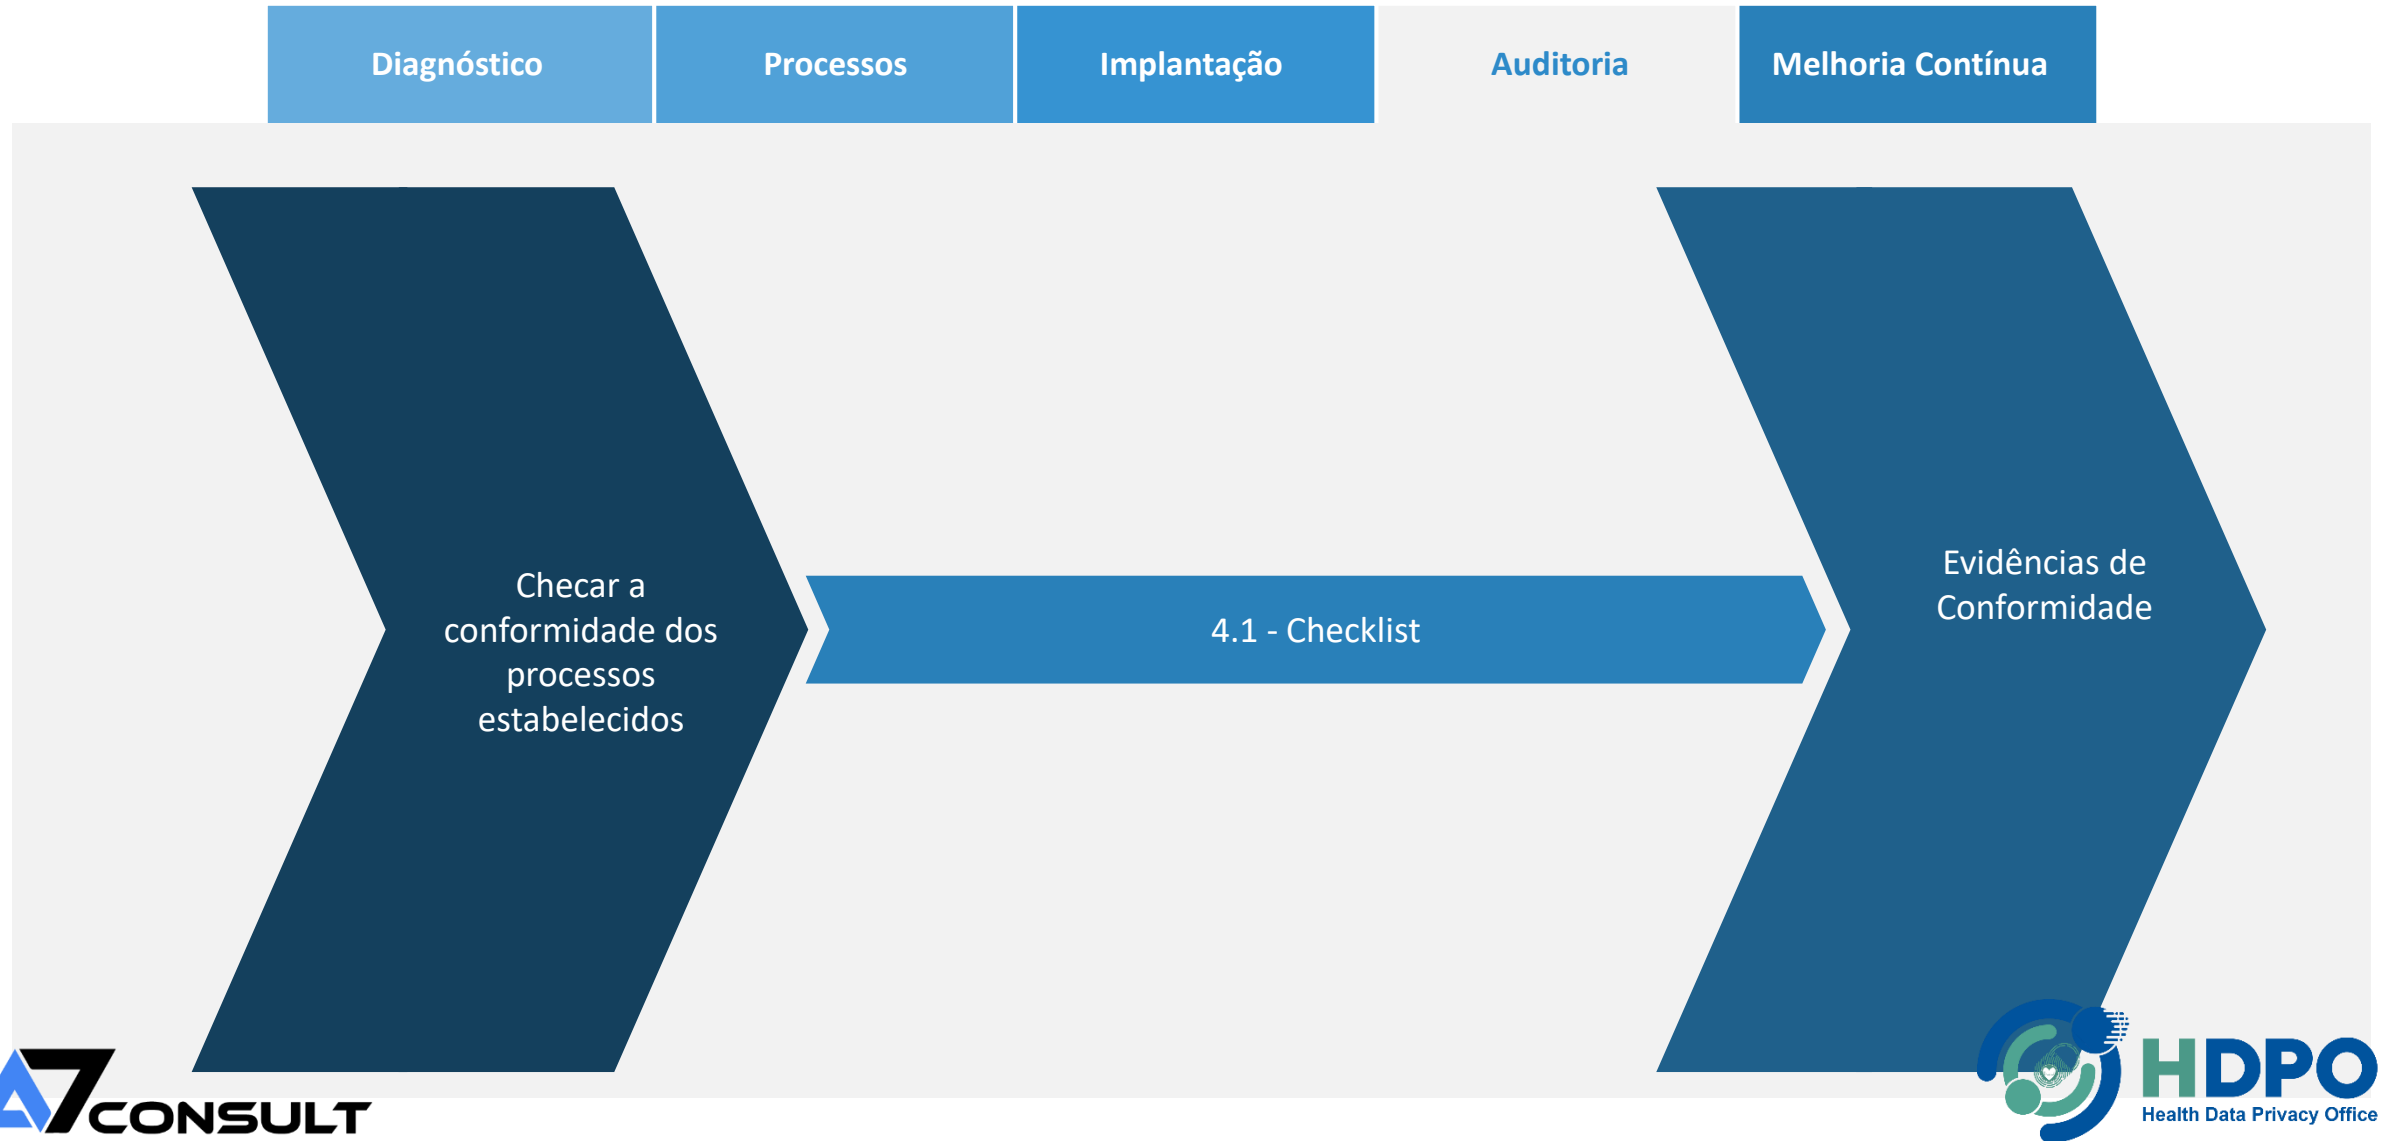 Diagnóstico
Processos
Implantação
Auditoria
Melhoria Contínua
Checar a
conformidade dos
processos
estabelecidos
4.1 - Checklist
Evidências de
Conformidade
A7CONSULT
HDPO
Health Data Privacy Office